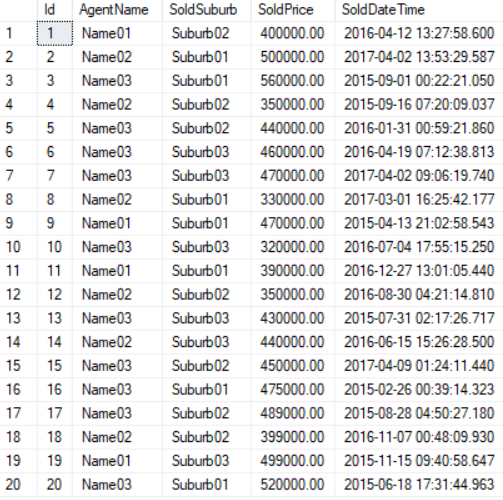 Id AgentName SoldSuburb SoldPrice SoldDateTime
1 1 Name01 Suburb02 400000.00 2016-04-12 13:27:58.600
2 2 Name02 Suburb01 500000.00 2017-04-02 13:53:29.587
3 3 Name03 Suburb01 560000.00 2015-09-01 00:22:21.050
4 4 Name02 Suburb02 350000.00 2015-09-16 07:20:09.037
5 5 Name03 Suburb02 440000.00 2016-01-31 00:59:21.860
6 6 Name03 Suburb03 460000.00 2016-04-19 07:12:38.813
7 7 Name03 Suburb03 470000.00 2017-04-02 09:06:19.740
8 8 Name02 Suburb01 330000.00 2017-03-01 16:25:42.177
9 9 Name01 Suburb01 470000.00 2015-04-13 21:02:58.543
10 10 Name03 Suburb03 320000.00 2016-07-04 17:55:15.250
11 11 Name01 Suburb01 390000.00 2016-12-27 13:01:05.440
12 12 Name02 Suburb02 350000.00 2016-08-30 04:21:14.810
13 13 Name03 Suburb03 430000.00 2015-07-31 02:17:26.717
14 14 Name02 Suburb03 440000.00 2016-06-15 15:26:28.500
15 15 Name03 Suburb02 450000.00 2017-04-09 01:24:11.440
16 16 Name03 Suburb01 475000.00 2015-02-26 00:39:14.323
17 17 Name03 Suburb02 489000.00 2015-08-28 04:50:27.180
18 18 Name02 Suburb02 399000.00 2016-11-07 00:48:09.930
19 19 Name01 Suburb03 499000.00 2015-11-15 09:40:58.647
20 20 Name03 Suburb01 520000.00 2015-06-18 17:31:44.963